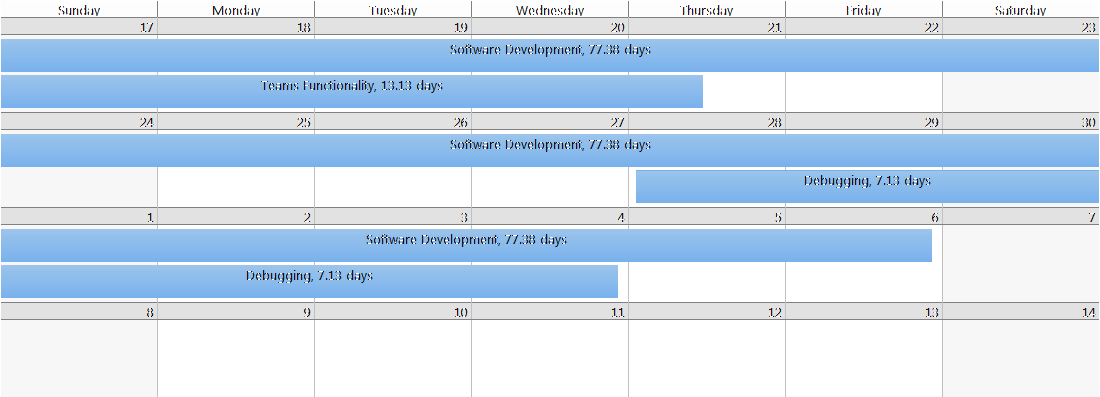 Sunday Monday Tuesday Wednesday Thursday Friday Saturday
17 18 19 20 21 22 23
Software Development, 77.38 days
Teams Functionality, 13.13 days
24 25 26 27 28 29 30
Software Development, 77.38 days
Debugging, 7.13 days
1 2 3 4 5 6 7
Software Development, 77.38 days
Debugging, 7.13 days
8 9 10 11 12 13 14